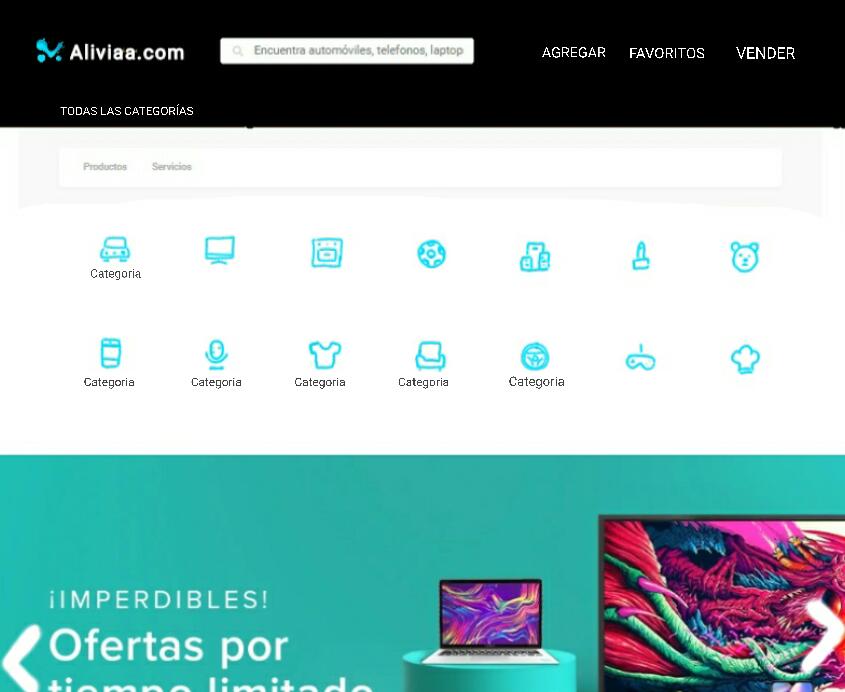 Aliviaa.com
Encuentra automóviles, telefonos, laptop
AGREGAR
FAVORITOS
VENDER
TODAS LAS CATEGORÍAS
Productos
Servicios
Categoria
Categoria
Categoria
Categoria
Categoria
Categoria
¡IMPERDIBLES!
Ofertas por
tiempo limitado